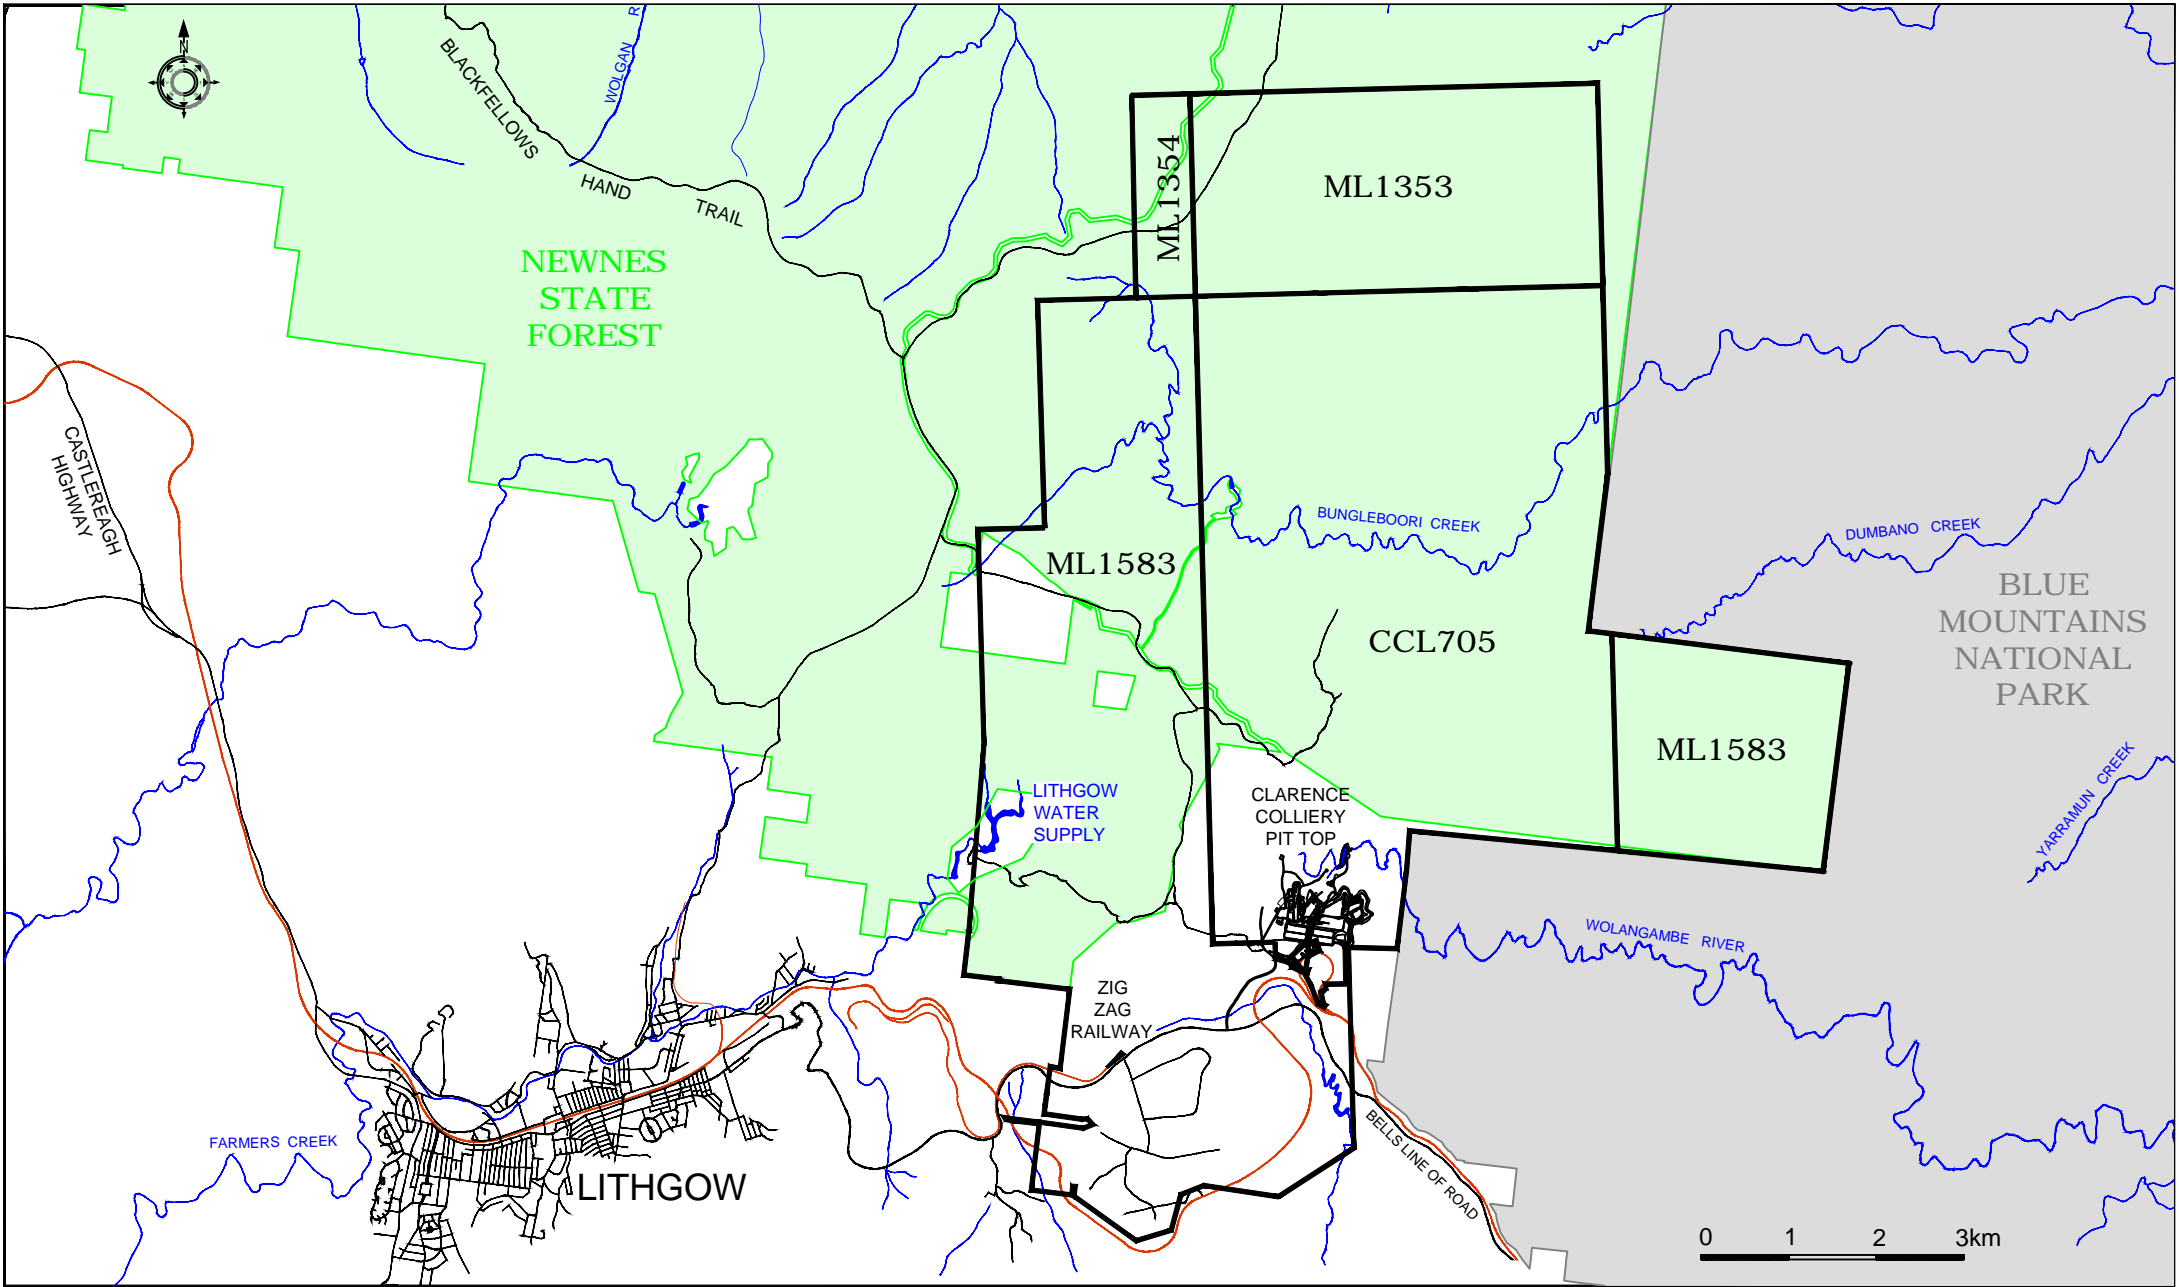 N
BLACKFELLOWS
HAND
TRAIL
WOLGAN R
ML1354
ML1353
NEWNES
STATE
FOREST
CASTLEREAGH
HIGHWAY
BUNGLEBOORI CREEK
DUMBANO CREEK
ML1583
BLUE
MOUNTAINS
NATIONAL
PARK
CCL705
ML1583
YARRAMUN CREEK
LITHGOW
WATER
SUPPLY
CLARENCE
COLLIERY
PIT TOP
WOLANGAMBE RIVER
ZIG
ZAG
RAILWAY
FARMERS CREEK
BELLS LINE OF ROAD
LITHGOW
0 1 2 3km